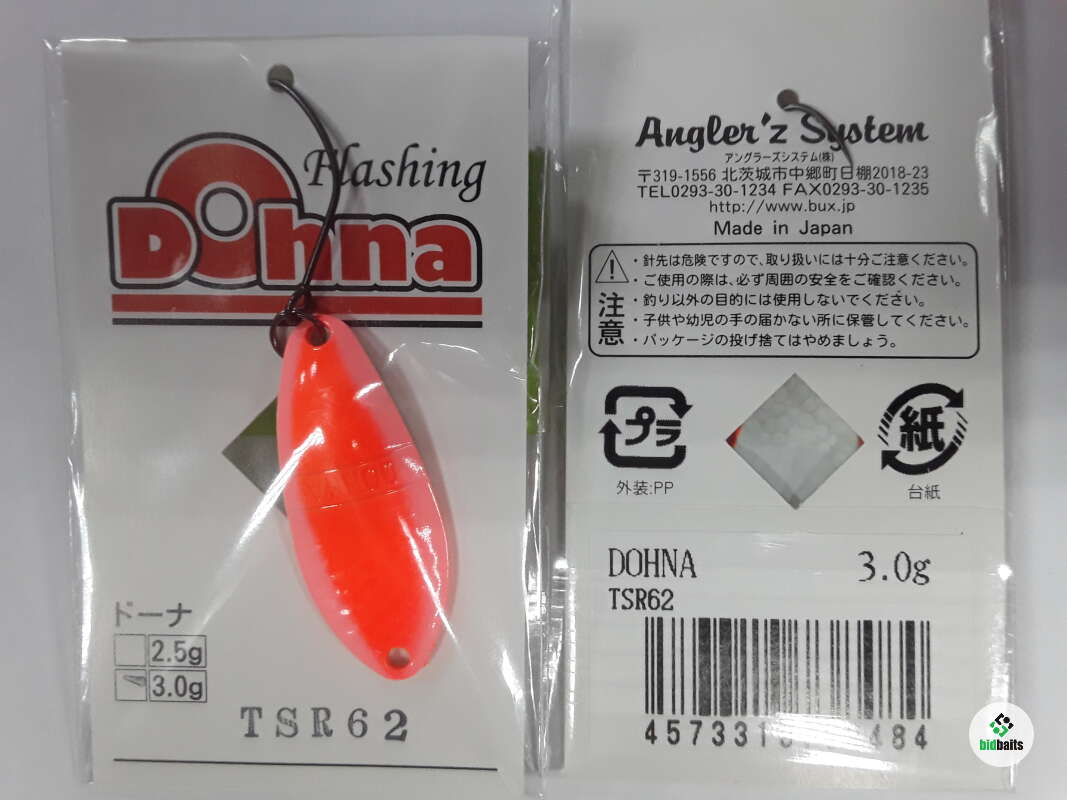 Flashing
Dohna
ドーナ
2.5g
3.0g
TSR62
Angler'z System
アングラーズシステム(株)
〒319-1556 北茨城市中郷町日棚2018-23
TEL0293-30-1234 FAX0293-30-1235
http://www.bux.jp
Made in Japan
注意
・針先は危険ですので、取り扱いには十分ご注意ください。
・ご使用の際は、必ず周囲の安全をご確認ください。
・釣り以外の目的には使用しないでください。
・子供や幼児の手の届かない所に保管してください。
・パッケージの投げ捨てはやめましょう。
プラ
外装:PP
紙
台紙
DOHNA 3.0g
TSR62
bidbaits